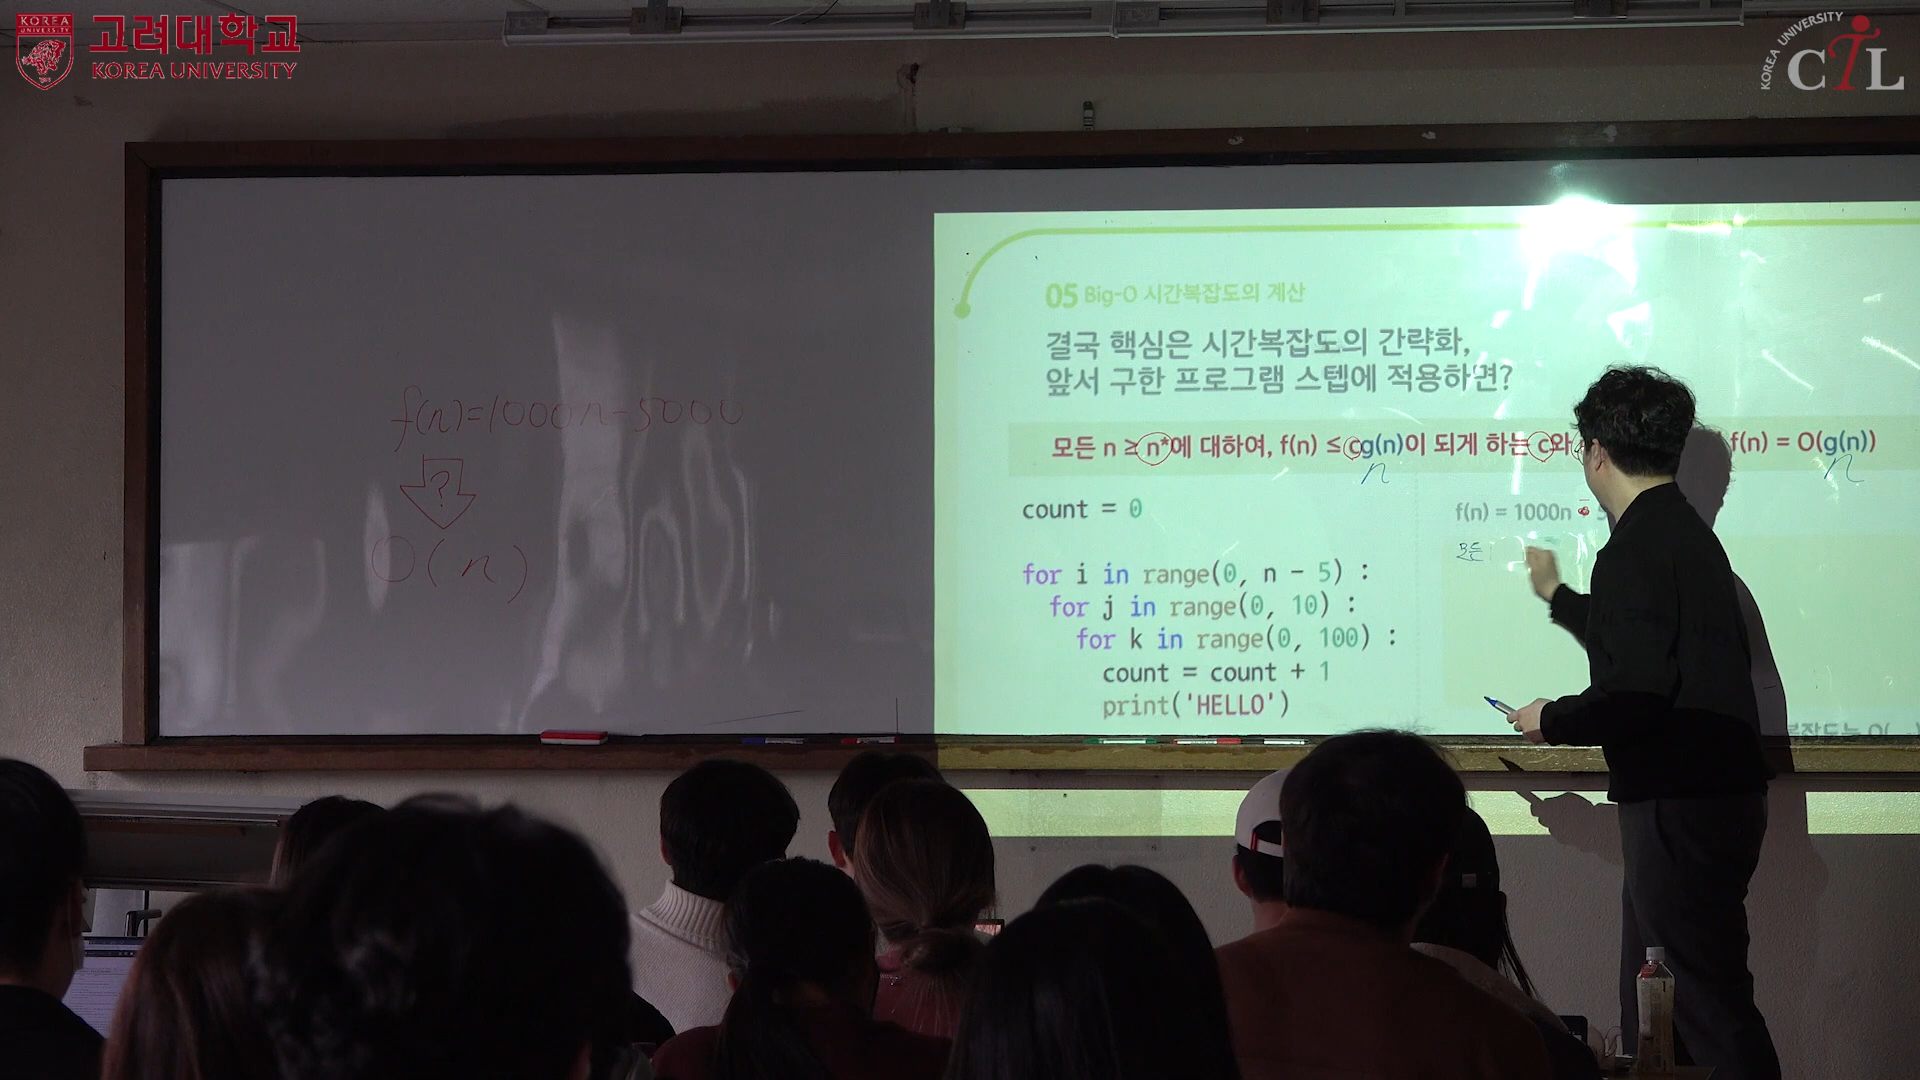 KOREA
UNIVERSITY
고려대학교
KOREA UNIVERSITY
KOREA UNIVERSITY
CTL
f(n)=1000n-5000
?
O(n)
05 Big-O 시간복잡도의 계산
결국 핵심은 시간복잡도의 간략화,
앞서 구한 프로그램 스텝에 적용하면?
모든 n ≥ n*에 대하여, f(n) ≤ cg(n)이 되게 하는 c와 f(n) = O(g(n))
n n
count = 0
f(n) = 1000n - 5
모든
for i in range(0, n - 5) :
for j in range(0, 10) :
for k in range(0, 100) :
count = count + 1
print('HELLO')